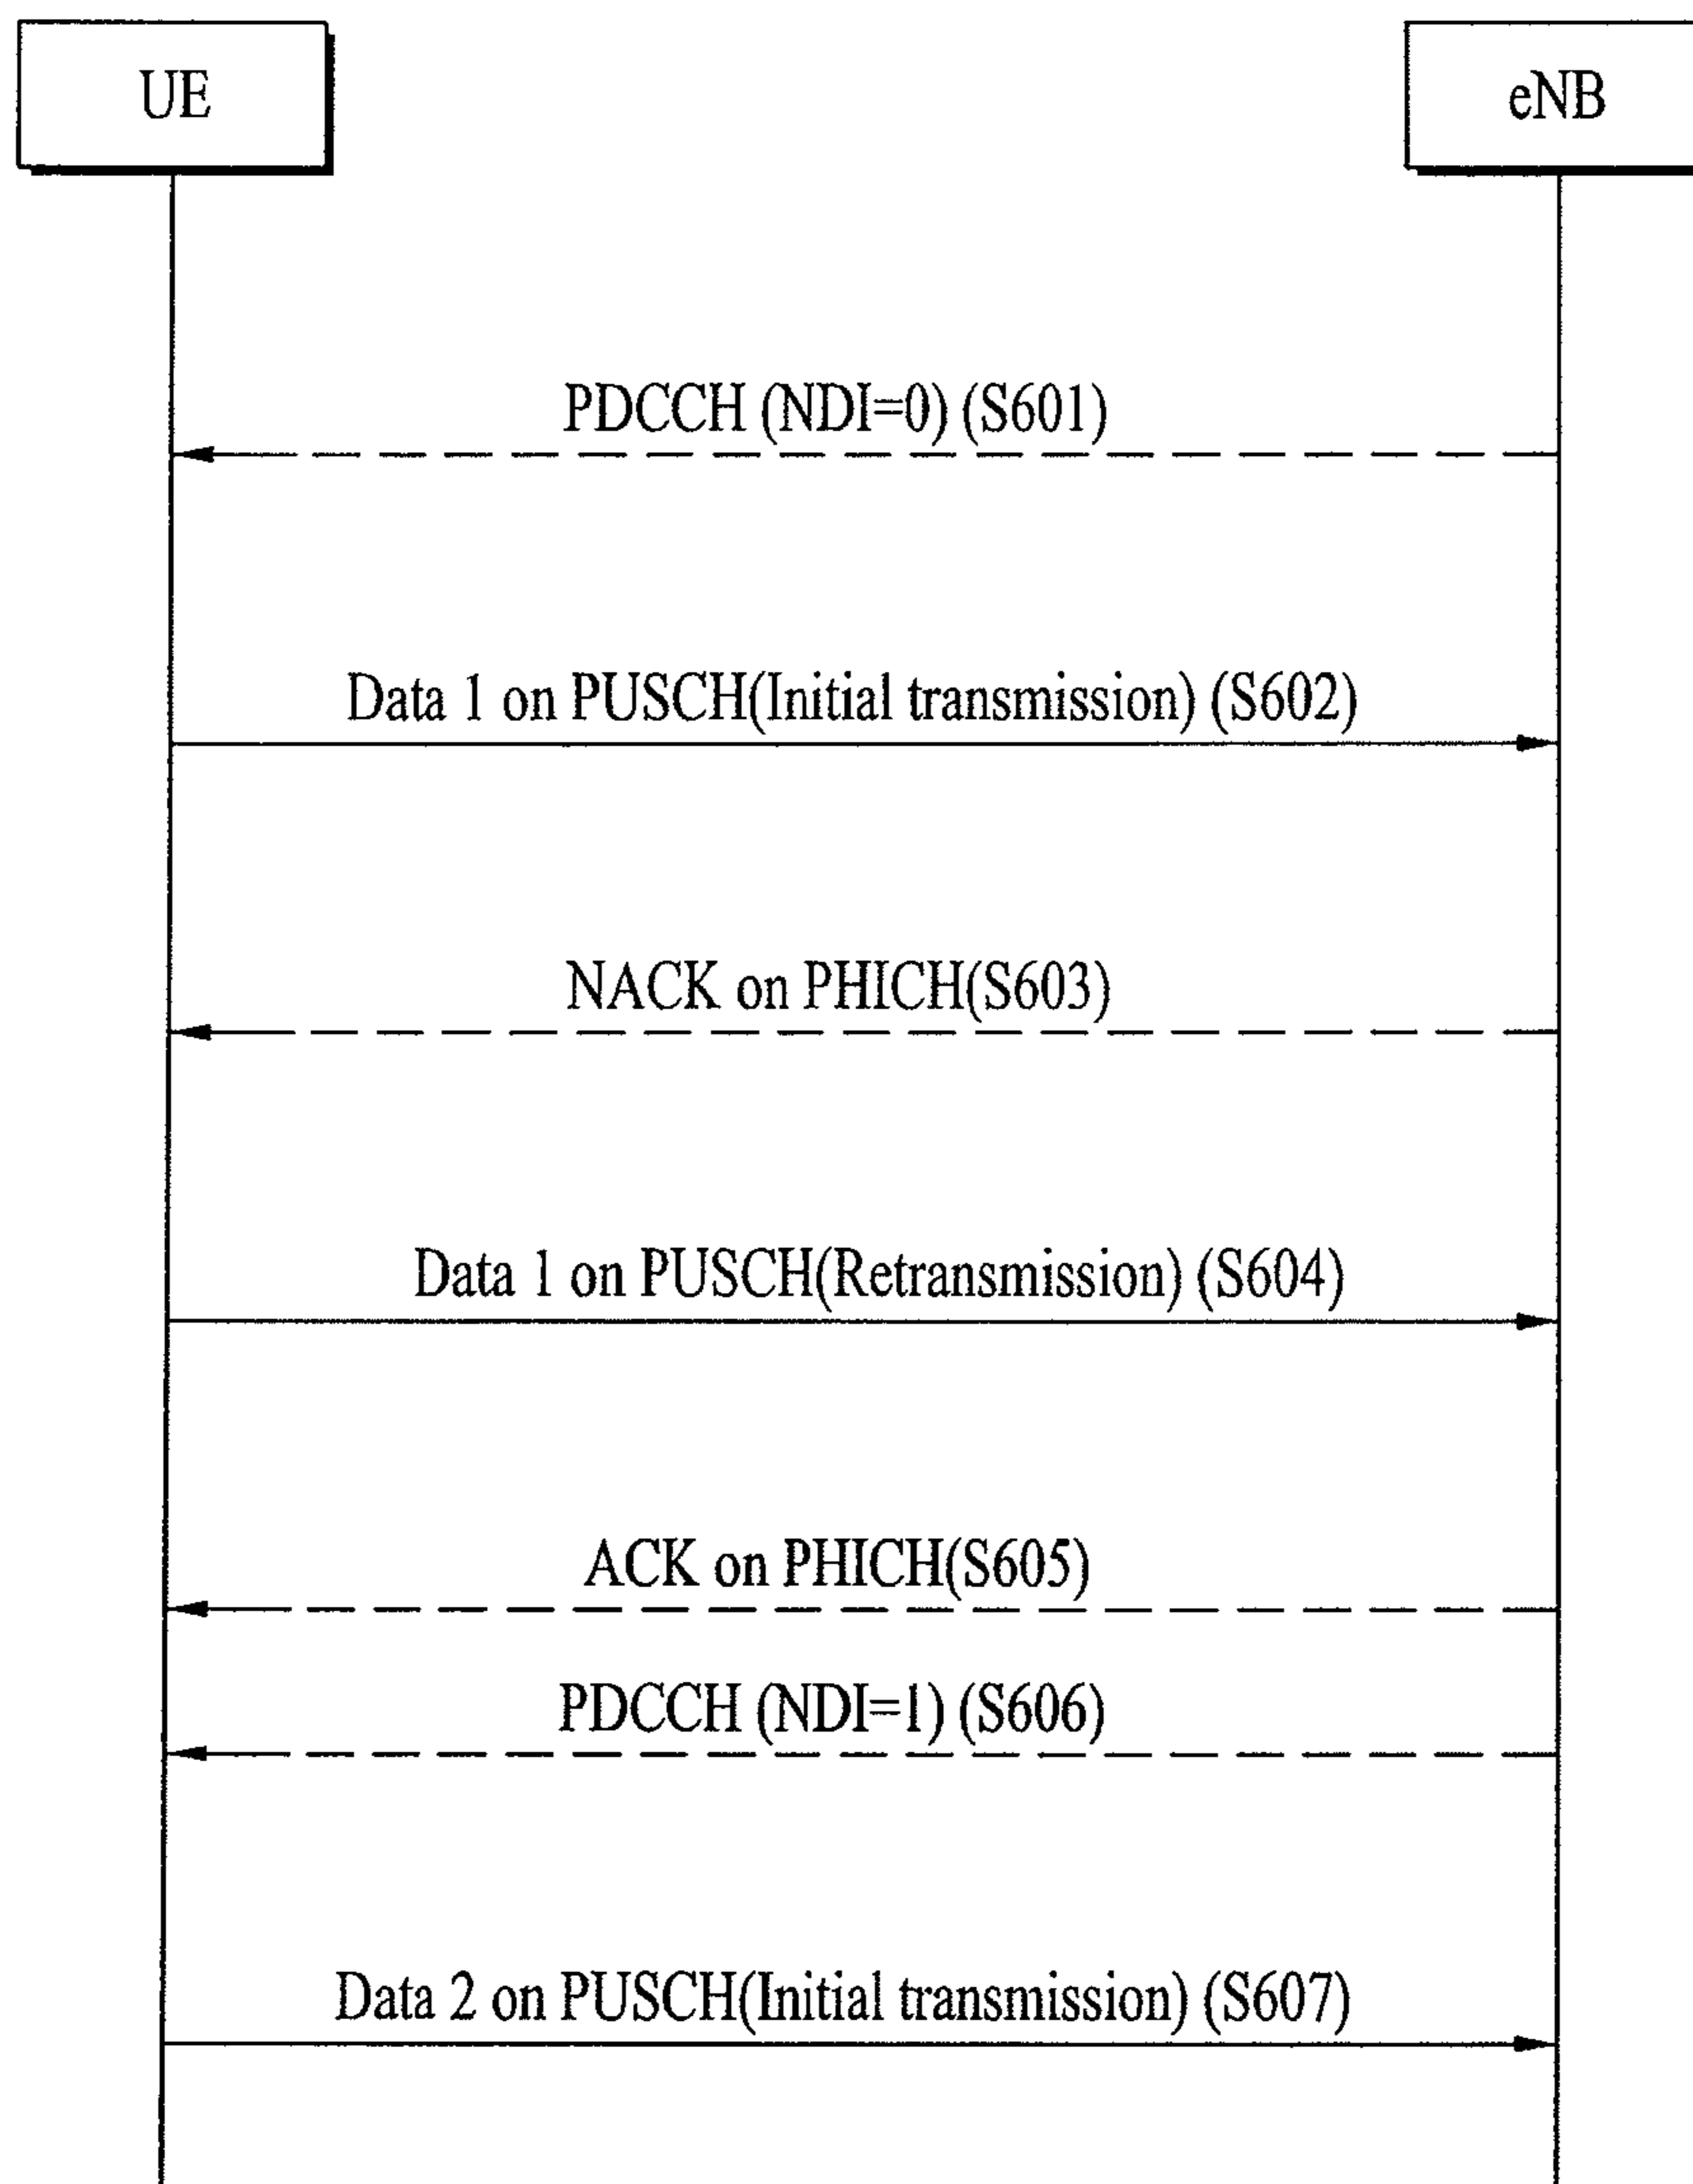 UE
eNB
PDCCH (NDI=0) (S601)
Data 1 on PUSCH(Initial transmission) (S602)
NACK on PHICH(S603)
Data 1 on PUSCH(Retransmission) (S604)
ACK on PHICH(S605)
PDCCH (NDI=1) (S606)
Data 2 on PUSCH(Initial transmission) (S607)